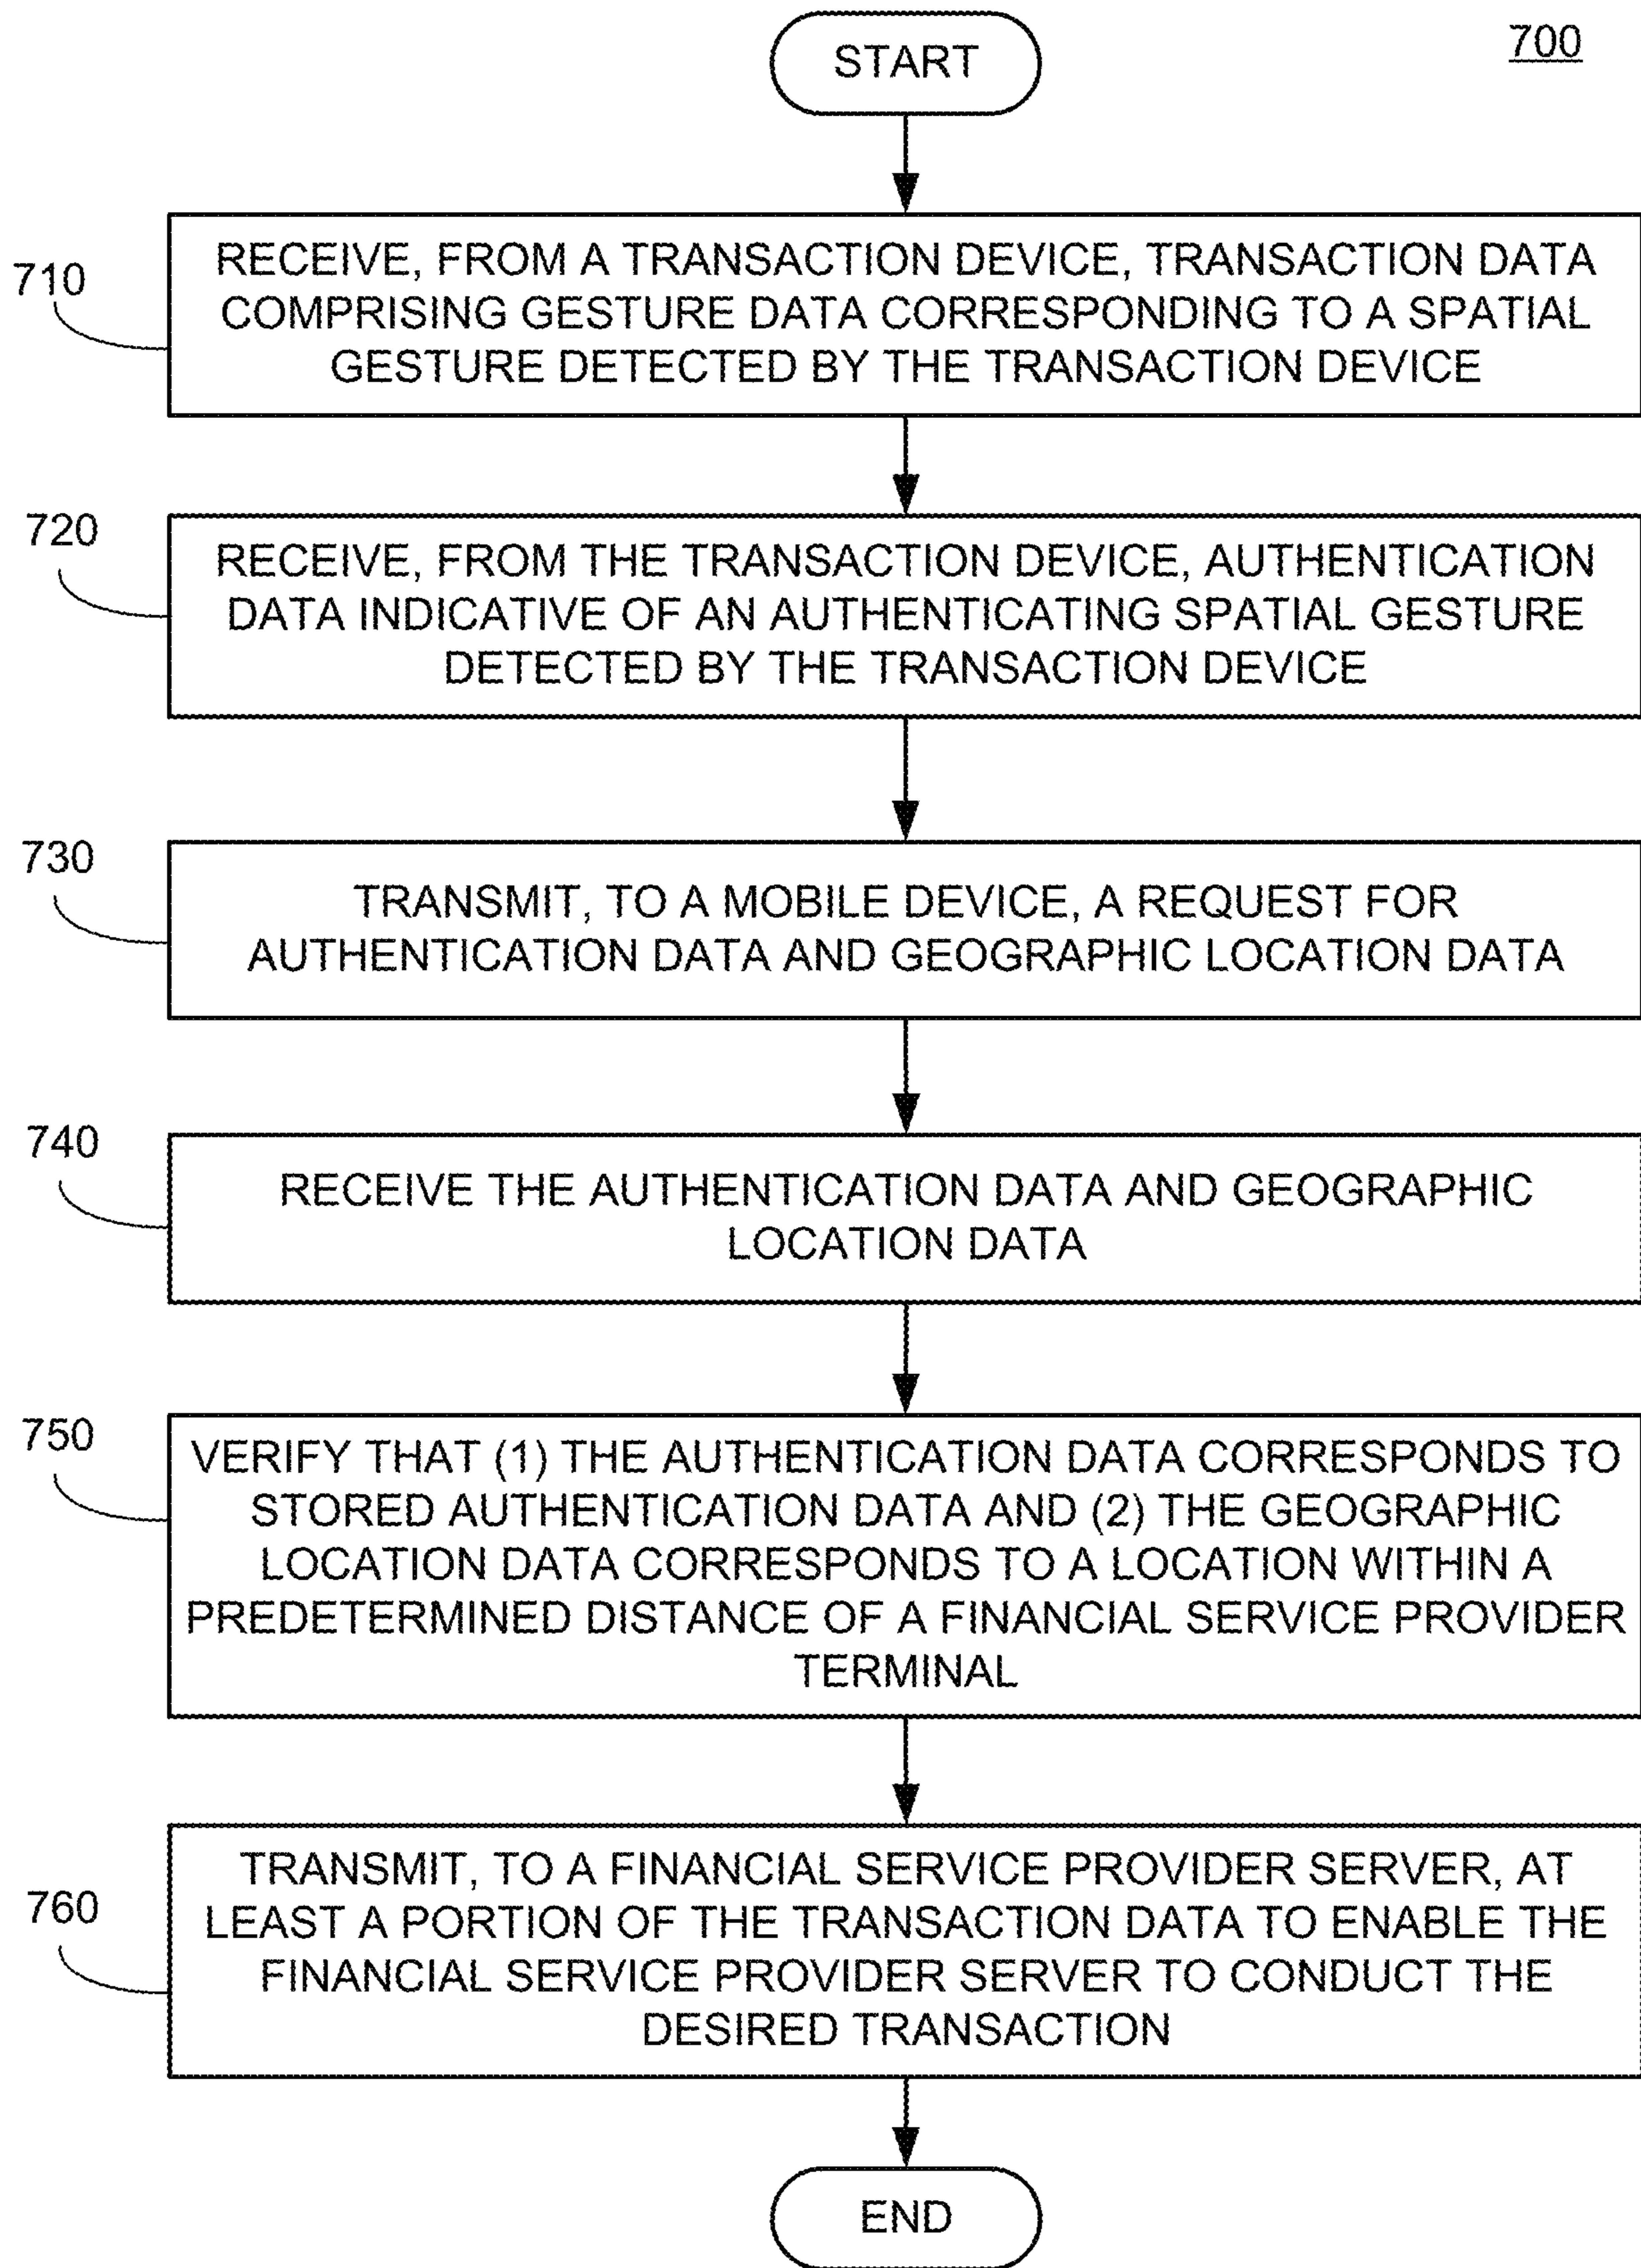 700
START
710
RECEIVE, FROM A TRANSACTION DEVICE, TRANSACTION DATA
COMPRISING GESTURE DATA CORRESPONDING TO A SPATIAL
GESTURE DETECTED BY THE TRANSACTION DEVICE
720
RECEIVE, FROM THE TRANSACTION DEVICE, AUTHENTICATION
DATA INDICATIVE OF AN AUTHENTICATING SPATIAL GESTURE
DETECTED BY THE TRANSACTION DEVICE
730
TRANSMIT, TO A MOBILE DEVICE, A REQUEST FOR
AUTHENTICATION DATA AND GEOGRAPHIC LOCATION DATA
740
RECEIVE THE AUTHENTICATION DATA AND GEOGRAPHIC
LOCATION DATA
750
VERIFY THAT (1) THE AUTHENTICATION DATA CORRESPONDS TO
STORED AUTHENTICATION DATA AND (2) THE GEOGRAPHIC
LOCATION DATA CORRESPONDS TO A LOCATION WITHIN A
PREDETERMINED DISTANCE OF A FINANCIAL SERVICE PROVIDER
TERMINAL
760
TRANSMIT, TO A FINANCIAL SERVICE PROVIDER SERVER, AT
LEAST A PORTION OF THE TRANSACTION DATA TO ENABLE THE
FINANCIAL SERVICE PROVIDER SERVER TO CONDUCT THE
DESIRED TRANSACTION
END